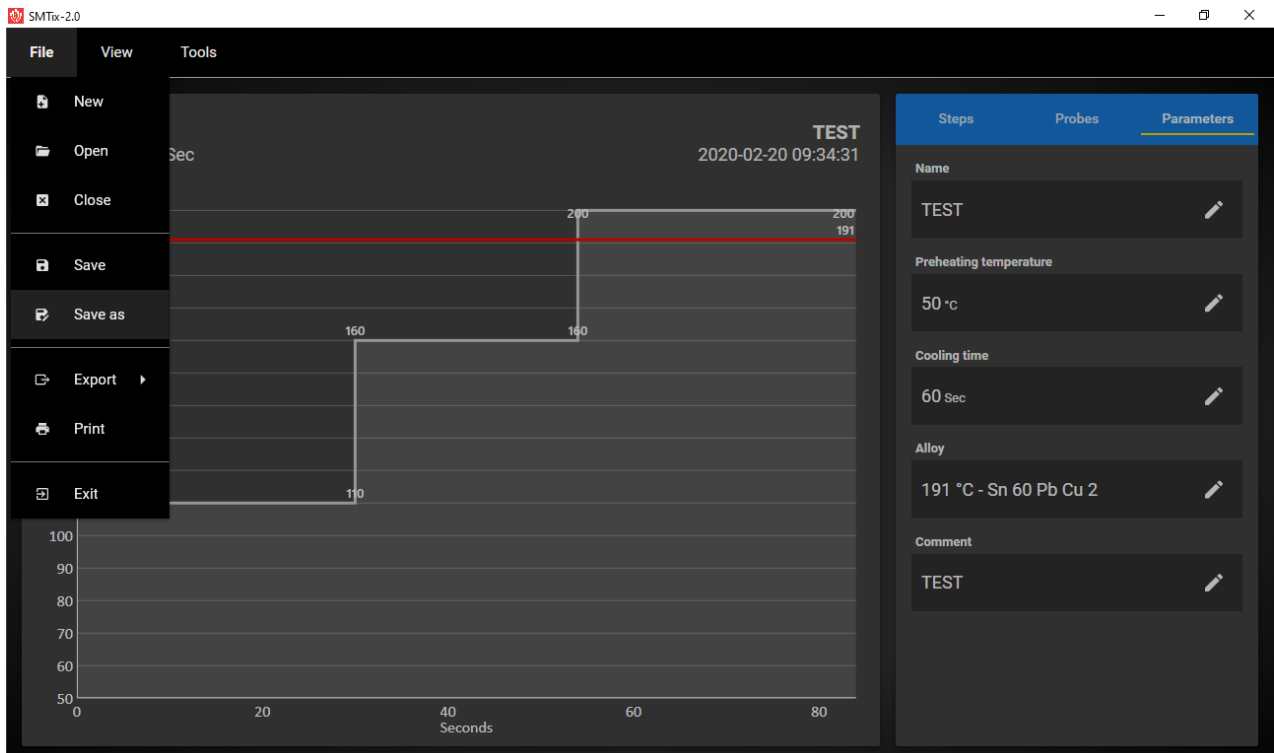 SMTix-2.0
File View Tools
New
Open
Close
Save
Save as
Export
Print
Exit
TEST
Sec 2020-02-20 09:34:31
200 200
191
160 160
110
100
90
80
70
60
50
0 20 40 60 80
Seconds
Steps Probes Parameters
Name
TEST
Preheating temperature
50 °C
Cooling time
60 Sec
Alloy
191 °C - Sn 60 Pb Cu 2
Comment
TEST